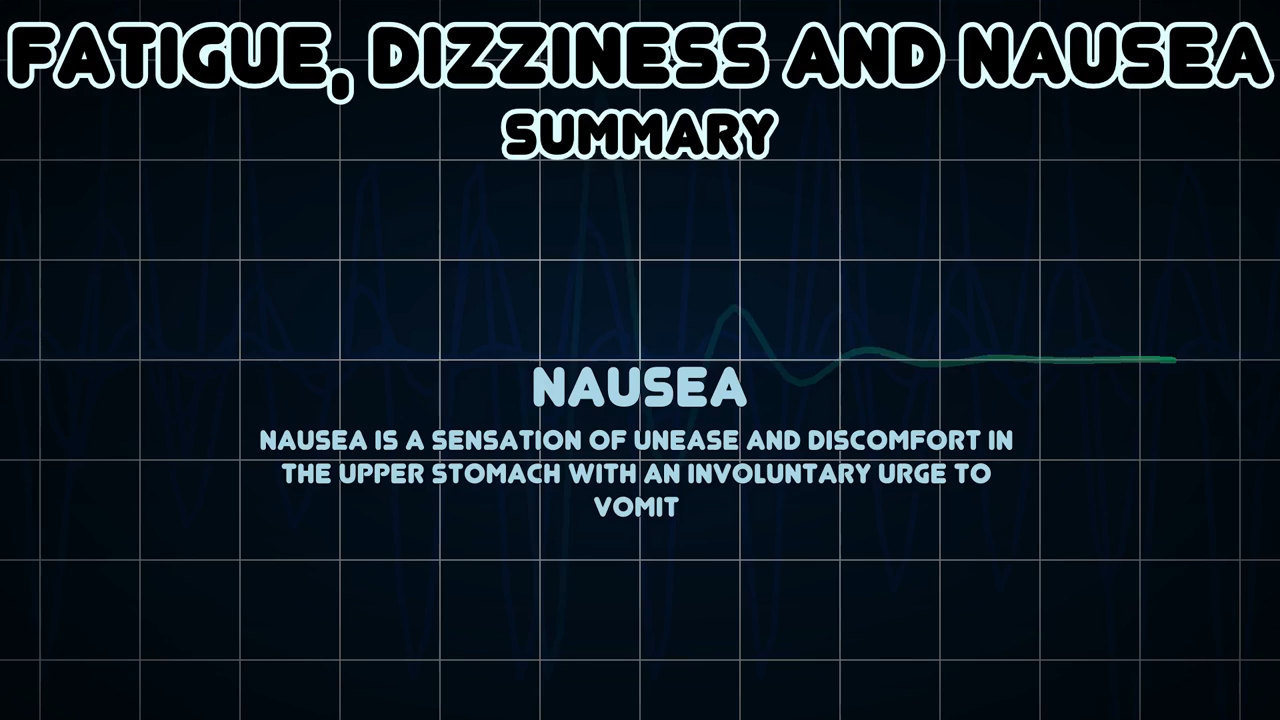 FATIGUE, DIZZINESS AND NAUSEA
SUMMARY
NAUSEA
NAUSEA IS A SENSATION OF UNEASE AND DISCOMFORT IN
THE UPPER STOMACH WITH AN INVOLUNTARY URGE TO
VOMIT